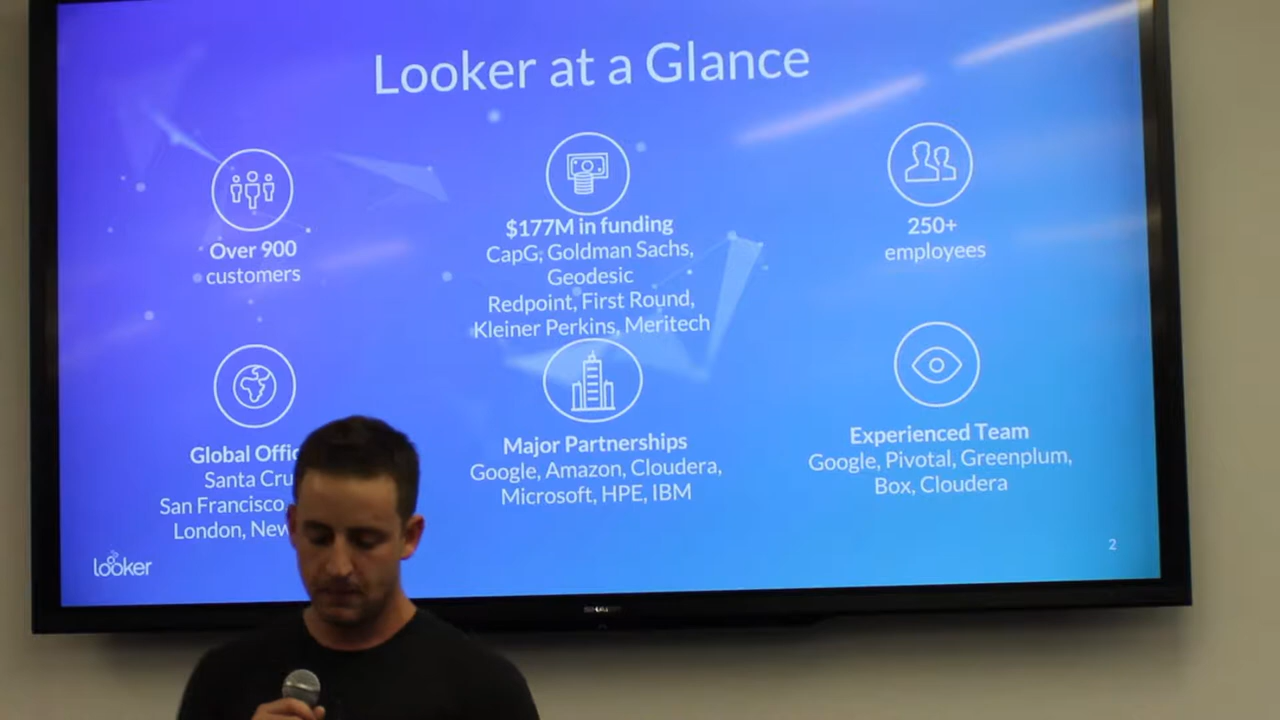 Looker at a Glance
Over 900
customers
$177M in funding
CapG, Goldman Sachs,
Geodesic
Redpoint, First Round,
Kleiner Perkins, Meritech
250+
employees
Global
Santa
San Francisco
London, New
Major Partnerships
Google, Amazon, Cloudera,
Microsoft, HPE, IBM
Experienced Team
Google, Pivotal, Greenplum,
Box, Cloudera
looker
2